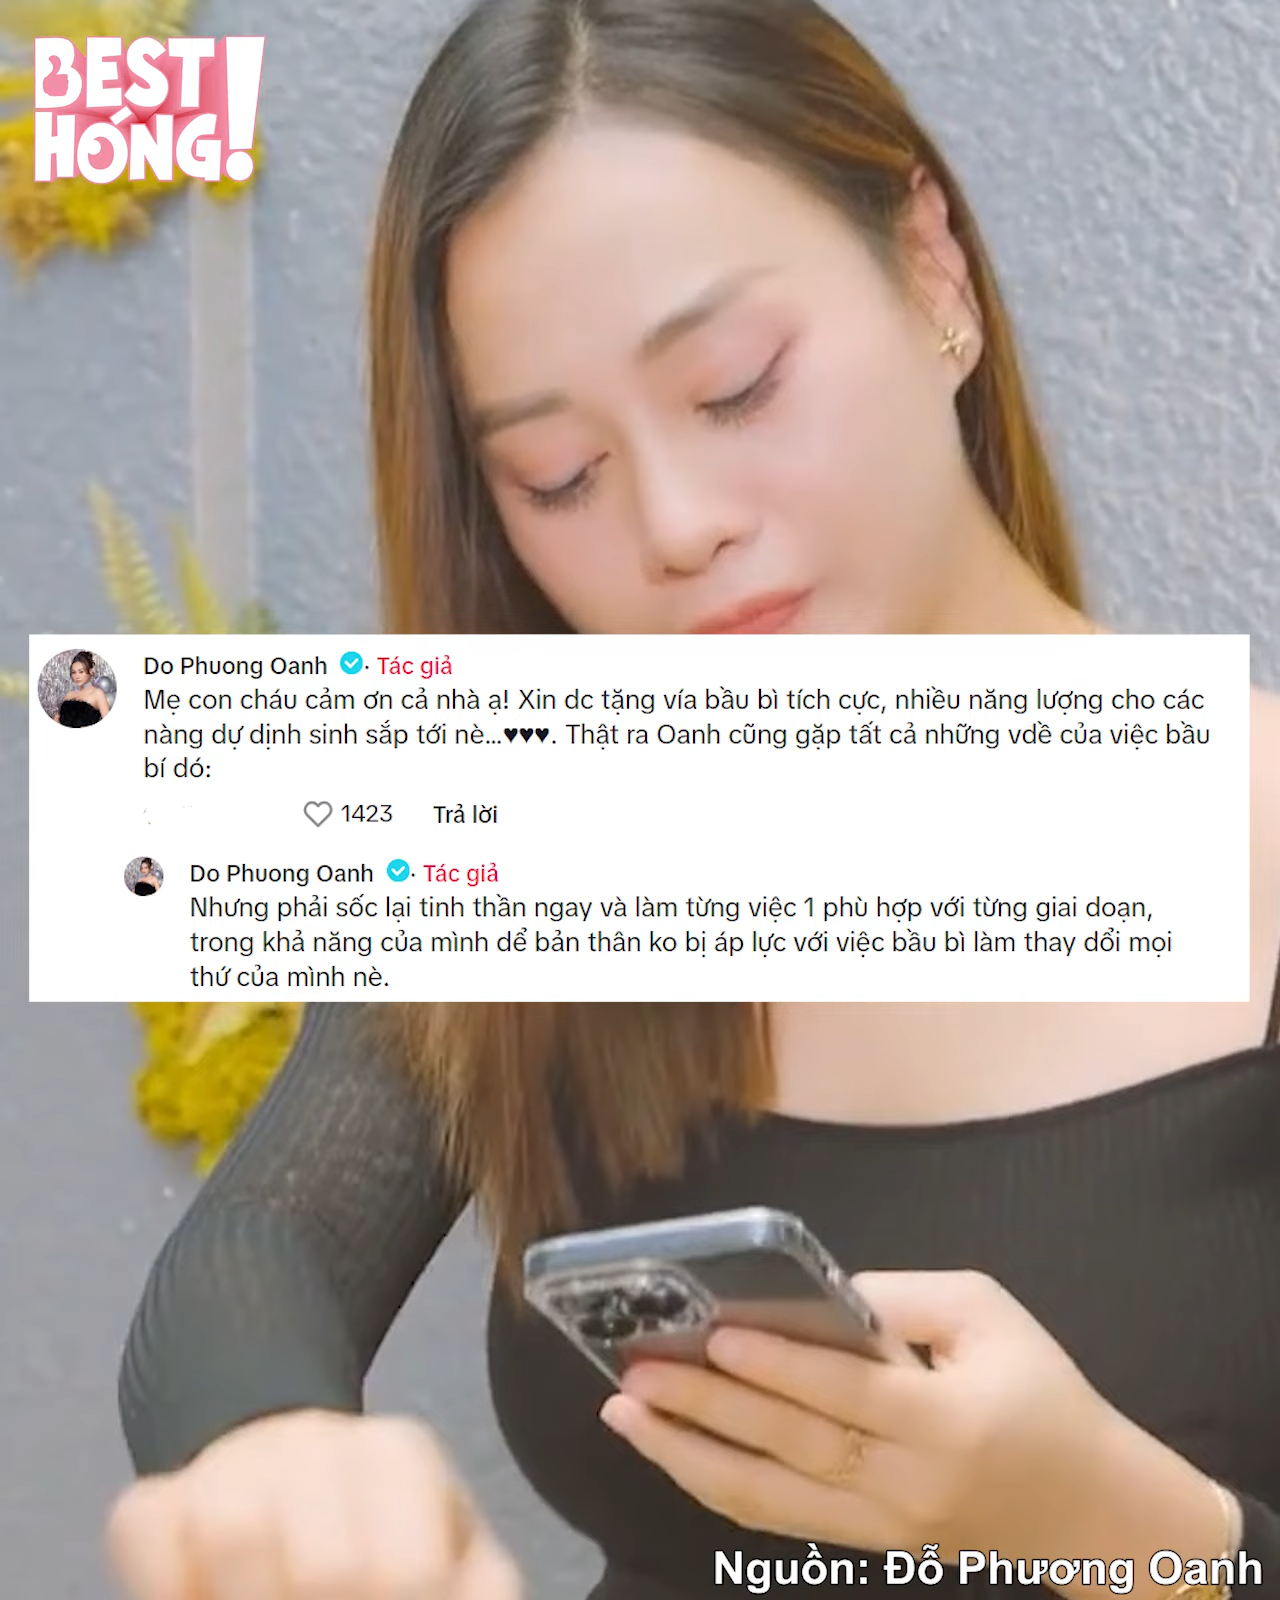 BEST
HÓNG!
Do Phuong Oanh · Tác giả
Mẹ con cháu cảm ơn cả nhà ạ! Xin dc tặng vía bầu bì tích cực, nhiều năng lượng cho các
nàng dự dịnh sinh sắp tới nè...♥♥♥. Thật ra Oanh cũng gặp tất cả những vdề của việc bầu
bí dó:
1423 Trả lời
Do Phuong Oanh · Tác giả
Nhưng phải sốc lại tinh thần ngay và làm từng việc 1 phù hợp với từng giai doạn,
trong khả năng của mình dể bản thân ko bị áp lực với việc bầu bì làm thay dổi mọi
thứ của mình nè.
Nguồn: Đỗ Phương Oanh